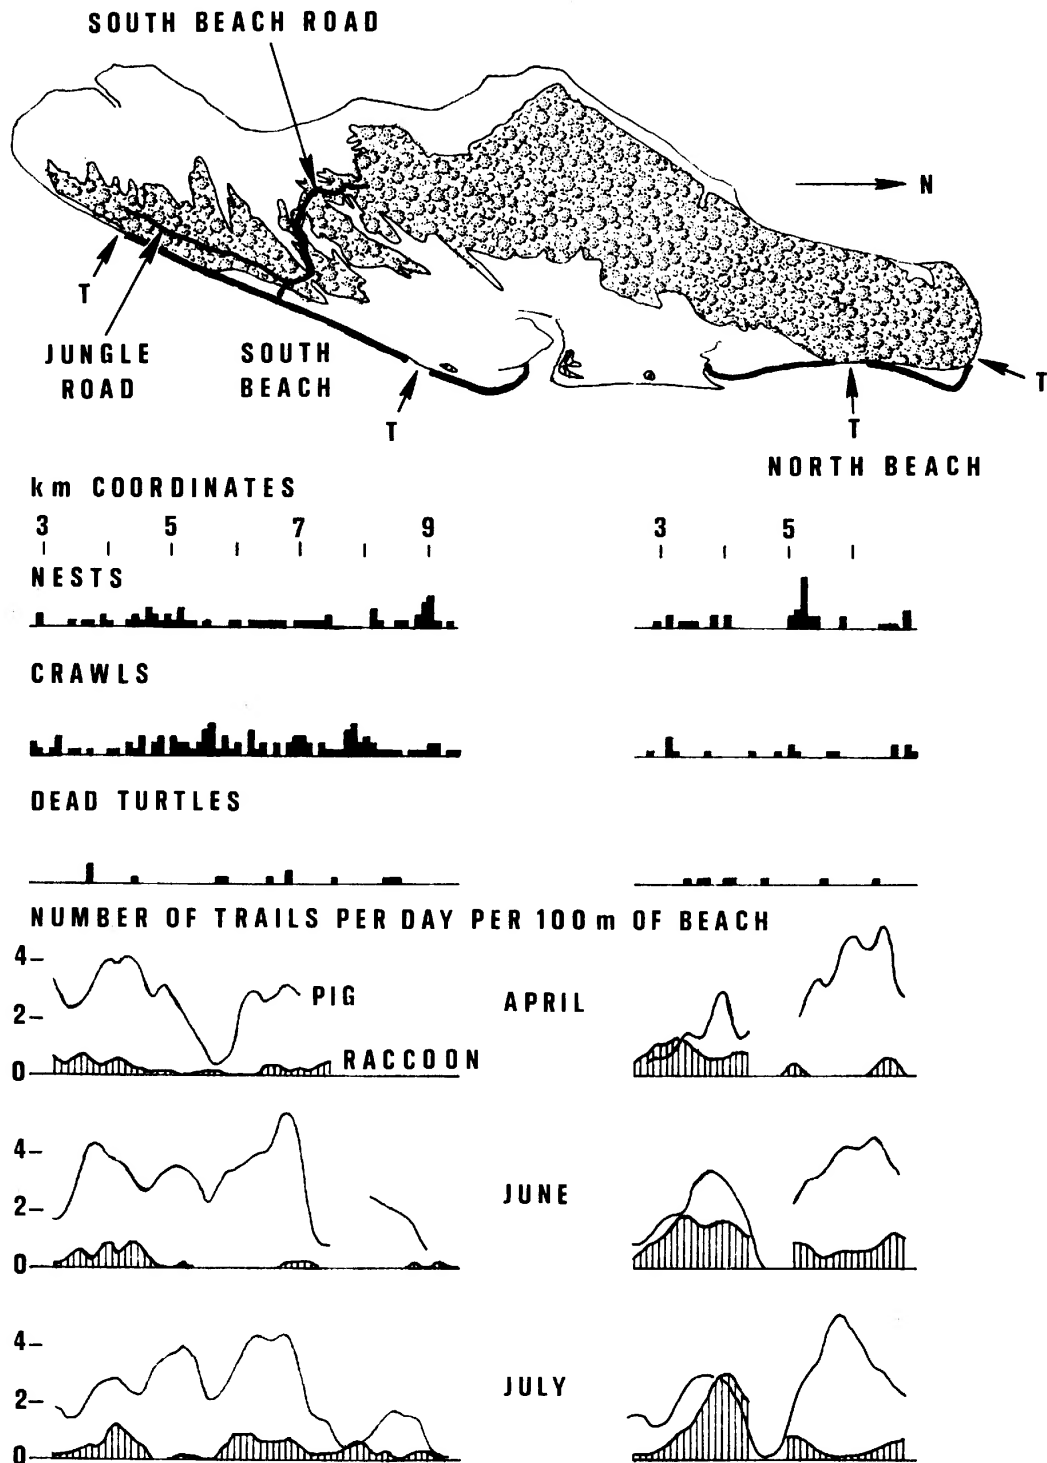 SOUTH BEACH ROAD
N
T
JUNGLE
ROAD
SOUTH
BEACH
T
T
T
NORTH BEACH
km COORDINATES
3 5 7 9 3 5
NESTS
CRAWLS
DEAD TURTLES
NUMBER OF TRAILS PER DAY PER 100 m OF BEACH
4
2
0
PIG
RACCOON
APRIL
4
2
0
JUNE
4
2
0
JULY